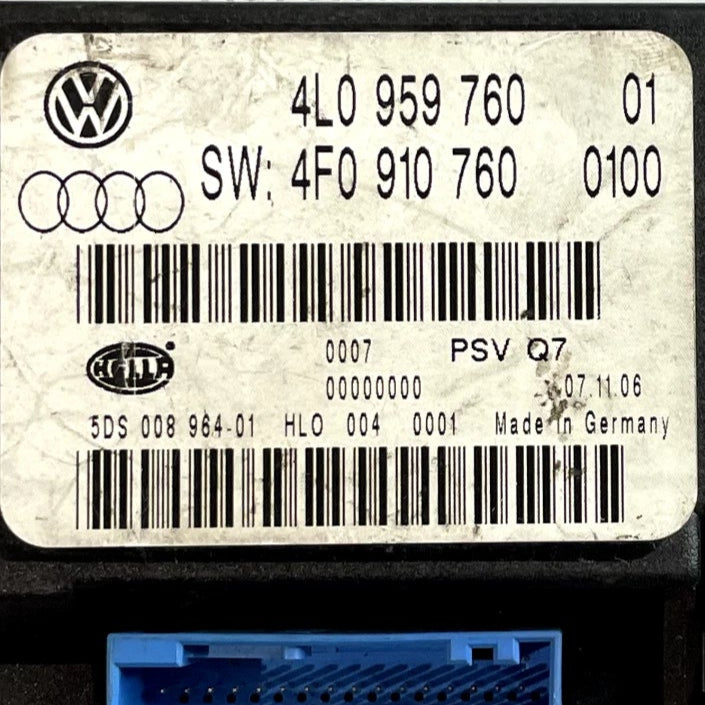 4L0 959 760 01
SW: 4F0 910 760 0100
0007 PSV Q7
HELLA
00000000 07.11.06
5DS 008 964-01 HLO 004 0001 Made in Germany